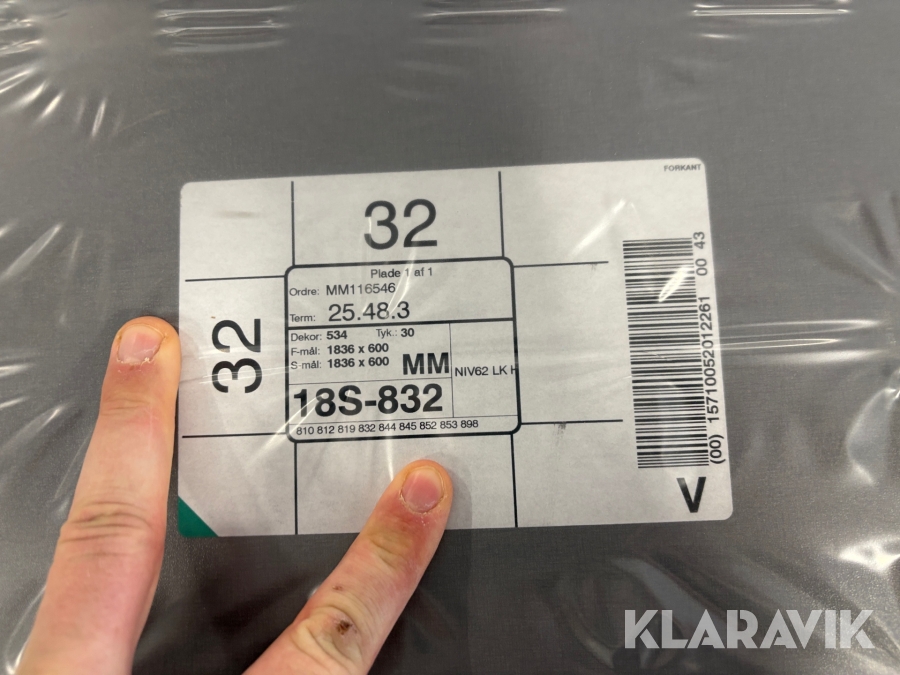 FORKANT
32
32
Plade 1 af 1
Ordre: MM116546
Term: 25.48.3
Dekor: 534 Tyk.: 30
F-mål: 1836 x 600
S-mål: 1836 x 600
MM
NIV62 LK H
18S-832
810 812 819 832 844 845 852 853 898
(00) 15710052012261 00 43
V
KLARAVIK